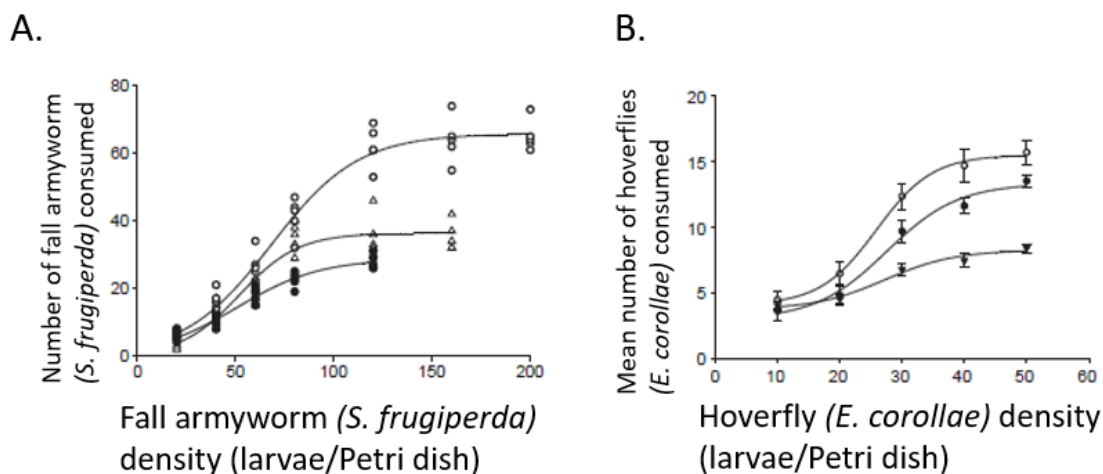 A.
Number of fall armyworm
(S. frugiperda) consumed
80
60
40
20
0
0 50 100 150 200
Fall armyworm (S. frugiperda)
density (larvae/Petri dish)
B.
Mean number of hoverflies
(E. corollae) consumed
20
15
10
5
0
0 10 20 30 40 50 60
Hoverfly (E. corollae) density
(larvae/Petri dish)